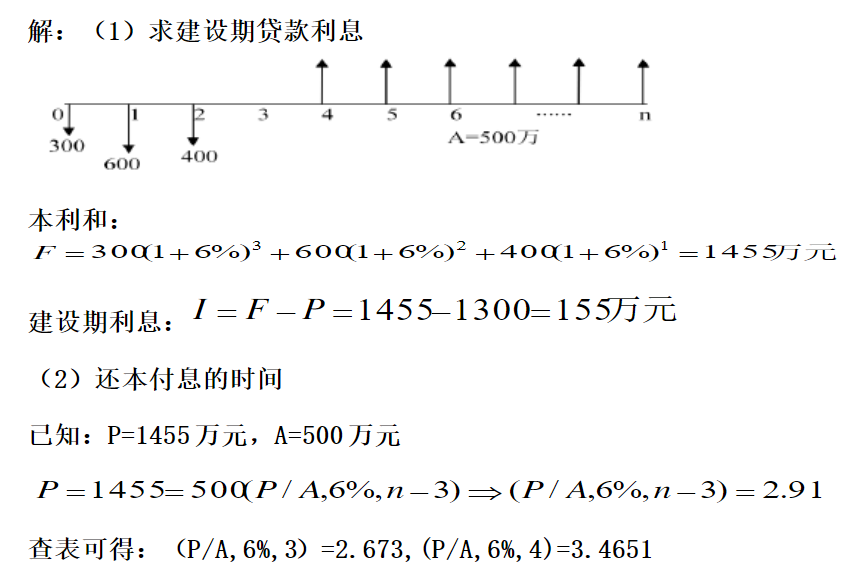 解：（1）求建设期贷款利息
0 1 2 3 4 5 6 …… n
300 600 400 A=500万
本利和：
F = 300(1+6%)³ + 600(1+6%)² + 400(1+6%)¹ = 1455万元
建设期利息：I = F − P = 1455−1300 = 155万元
（2）还本付息的时间
已知：P=1455万元，A=500万元
P = 1455 = 500(P / A,6%,n − 3) ⇒ (P / A,6%,n − 3) = 2.91
查表可得：（P/A,6%,3）=2.673,(P/A,6%,4)=3.4651